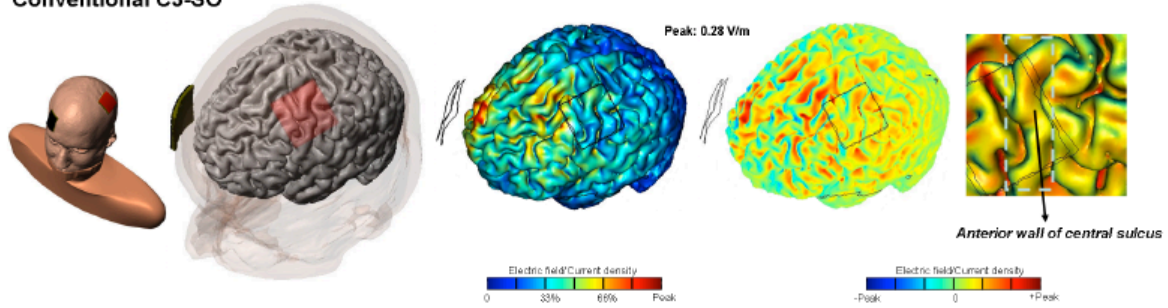 Conventional C3-SO
Peak: 0.28 V/m
Anterior wall of central sulcus
Electric field/Current density
0 33% 66% Peak
Electric field/Current density
-Peak 0 +Peak